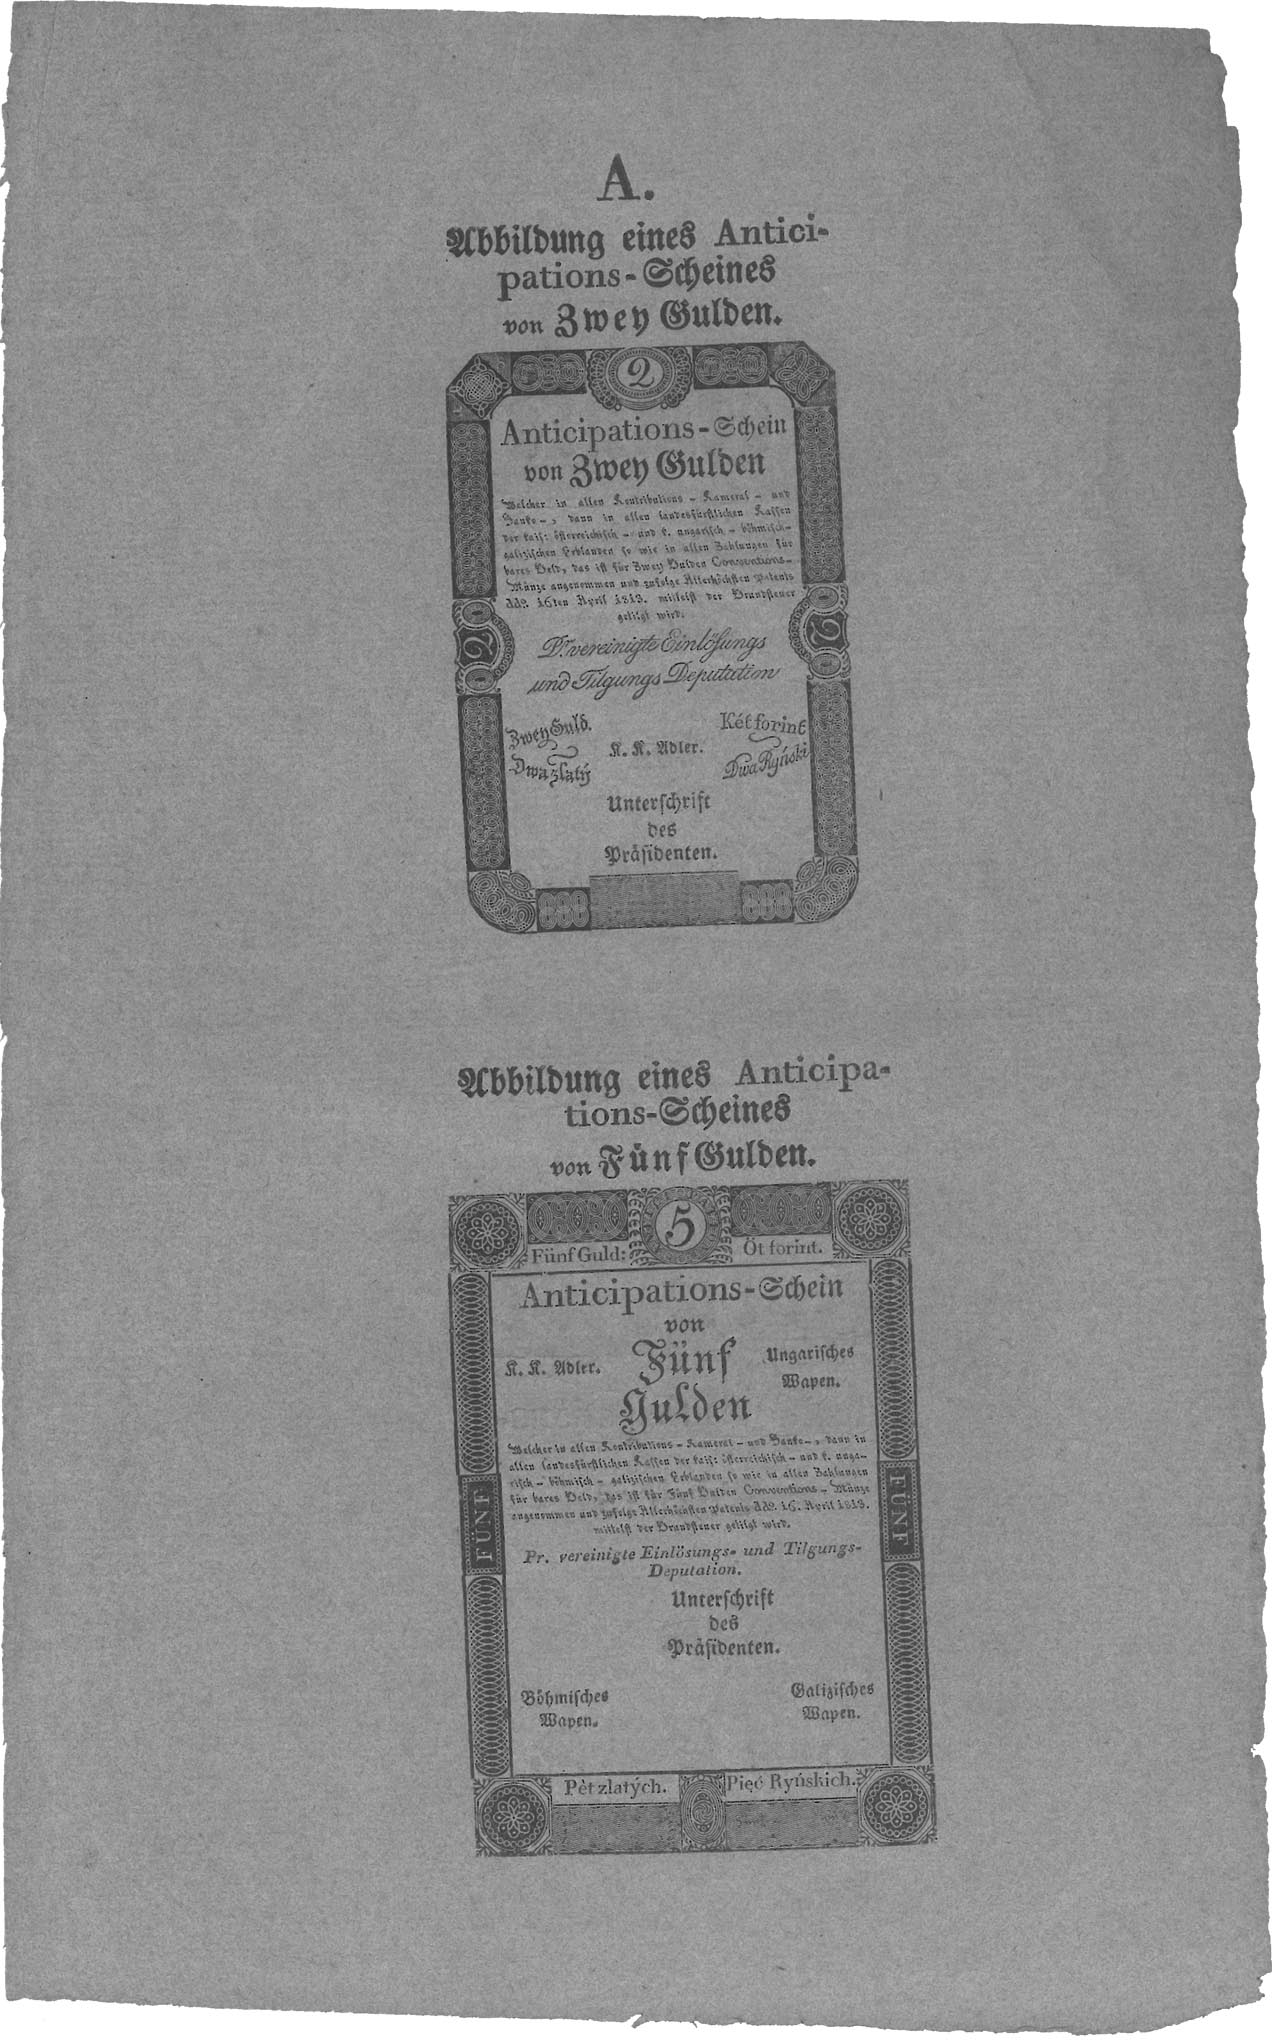 A.
Abbildung eines Antici-
pations-Scheines
von Zwey Gulden.
2
Anticipations-Schein
von Zwey Gulden
Welcher in allen Kontributions - Kameral - und
Banko-, dann in allen landesfürstlichen Kassen
der kais: österreichisch - und k. ungarisch - böhmisch-
galizischen Erblanden so wie in allen Zahlungen für
bares Geld, das ist für Zwey Gulden Conventions-
Münze angenommen und zufolge Allerhöchsten Patents
ddo. 16ten April 1813. mittelst der Grundsteuer
getilgt wird.
2
2
Pr. vereinigte Einlösungs
und Tilgungs Deputation
Zwey Guld.
Két forint
K. K. Adler.
Dwa zlatý
Dwa Ryński
Unterschrift
des
Präsidenten.
Abbildung eines Anticipa-
tions-Scheines
von Fünf Gulden.
5
Fünf Guld:
Öt forint.
Anticipations-Schein
von
Fünf
Gulden
K. K. Adler.
Ungarisches
Wapen.
Welcher in allen Kontributions - Kameral - und Banko-, dann in
allen landesfürstlichen Kassen der kais: österreichisch - und k. unga-
risch - böhmisch - galizischen Erblanden so wie in allen Zahlungen
für bares Geld, das ist für Fünf Gulden Conventions - Münze
angenommen und zufolge Allerhöchsten Patents ddo. 16. April 1813.
mittelst der Grundsteuer getilgt wird.
FÜNF
FÜNF
Pr. vereinigte Einlösungs- und Tilgungs-
Deputation.
Unterschrift
des
Präsidenten.
Böhmisches
Wapen.
Galizisches
Wapen.
Pět zlatých.
Pięć Ryńskich.